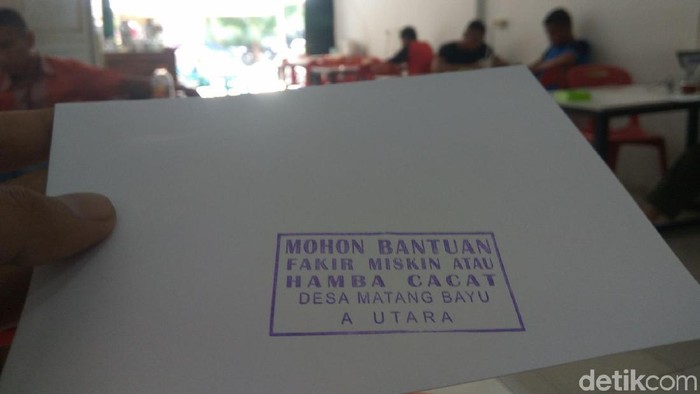 MOHON BANTUAN
FAKIR MISKIN ATAU
HAMBA CACAT
DESA MATANG BAYU
A UTARA
detikcom